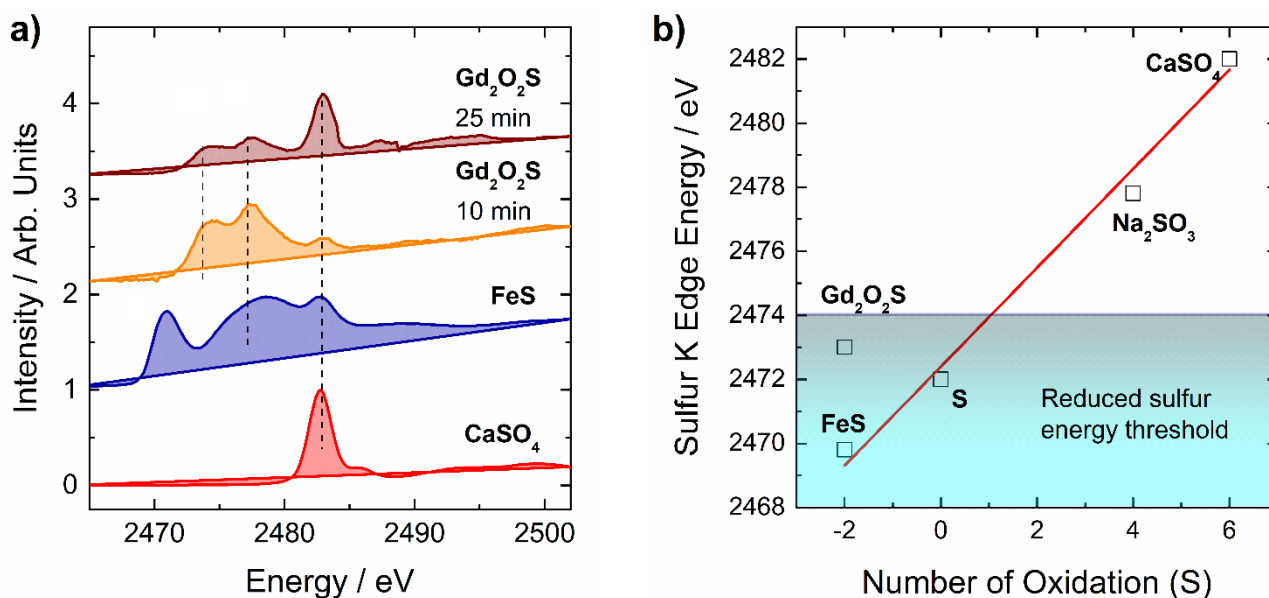 a)
Intensity / Arb. Units
4
3
2
1
0
Gd₂O₂S
25 min
Gd₂O₂S
10 min
FeS
CaSO₄
2470 2480 2490 2500
Energy / eV
b)
Sulfur K Edge Energy / eV
2482
2480
2478
2476
2474
2472
2470
2468
CaSO₄
Na₂SO₃
Gd₂O₂S
S
FeS
Reduced sulfur
energy threshold
-2 0 2 4 6
Number of Oxidation (S)